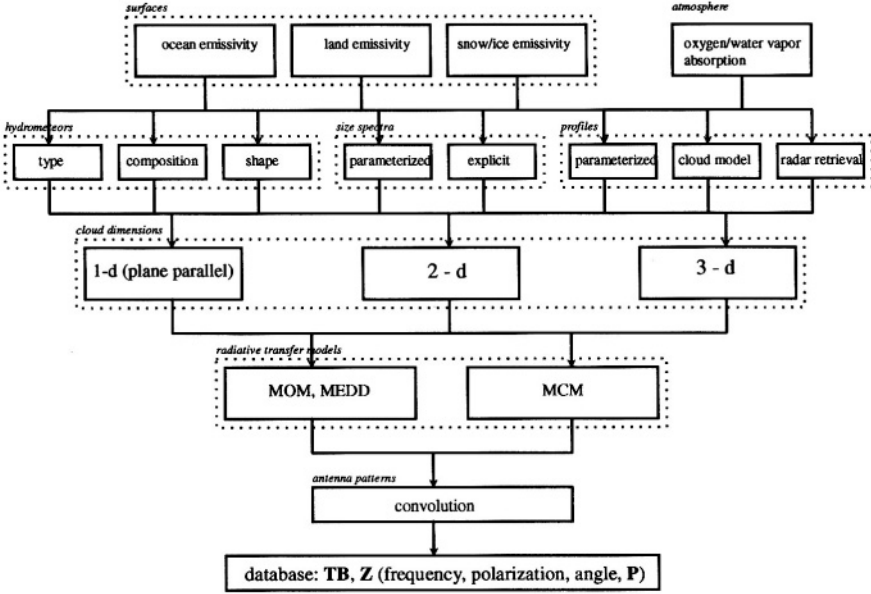 surfaces
atmosphere
ocean emissivity
land emissivity
snow/ice emissivity
oxygen/water vapor
absorption
hydrometeors
size spectra
profiles
type
composition
shape
parameterized
explicit
parameterized
cloud model
radar retrieval
cloud dimensions
1-d (plane parallel)
2 - d
3 - d
radiative transfer models
MOM, MEDD
MCM
antenna patterns
convolution
database: TB, Z (frequency, polarization, angle, P)